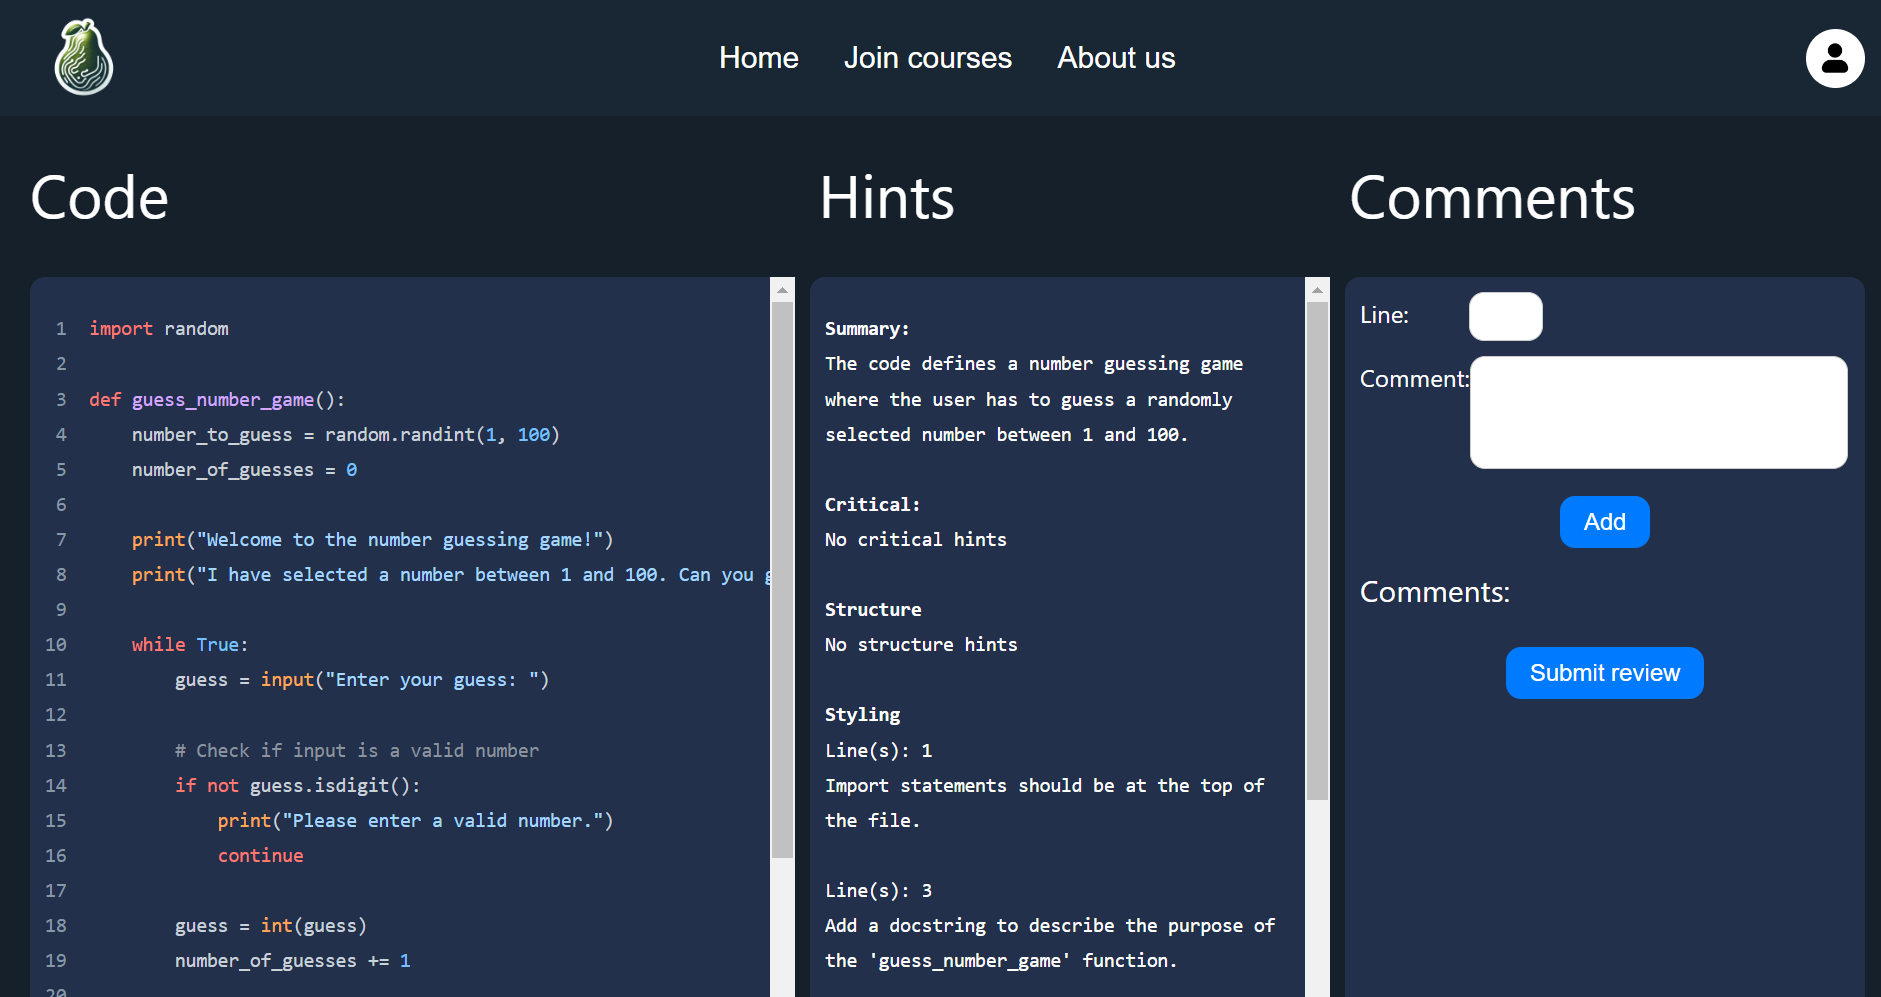 Home Join courses About us
Code
1 import random
2
3 def guess_number_game():
4 number_to_guess = random.randint(1, 100)
5 number_of_guesses = 0
6
7 print("Welcome to the number guessing game!")
8 print("I have selected a number between 1 and 100. Can you
9
10 while True:
11 guess = input("Enter your guess: ")
12
13 # Check if input is a valid number
14 if not guess.isdigit():
15 print("Please enter a valid number.")
16 continue
17
18 guess = int(guess)
19 number_of_guesses += 1
20
Hints
Summary:
The code defines a number guessing game
where the user has to guess a randomly
selected number between 1 and 100.
Critical:
No critical hints
Structure
No structure hints
Styling
Line(s): 1
Import statements should be at the top of
the file.
Line(s): 3
Add a docstring to describe the purpose of
the 'guess_number_game' function.
Comments
Line:
Comment:
Add
Comments:
Submit review